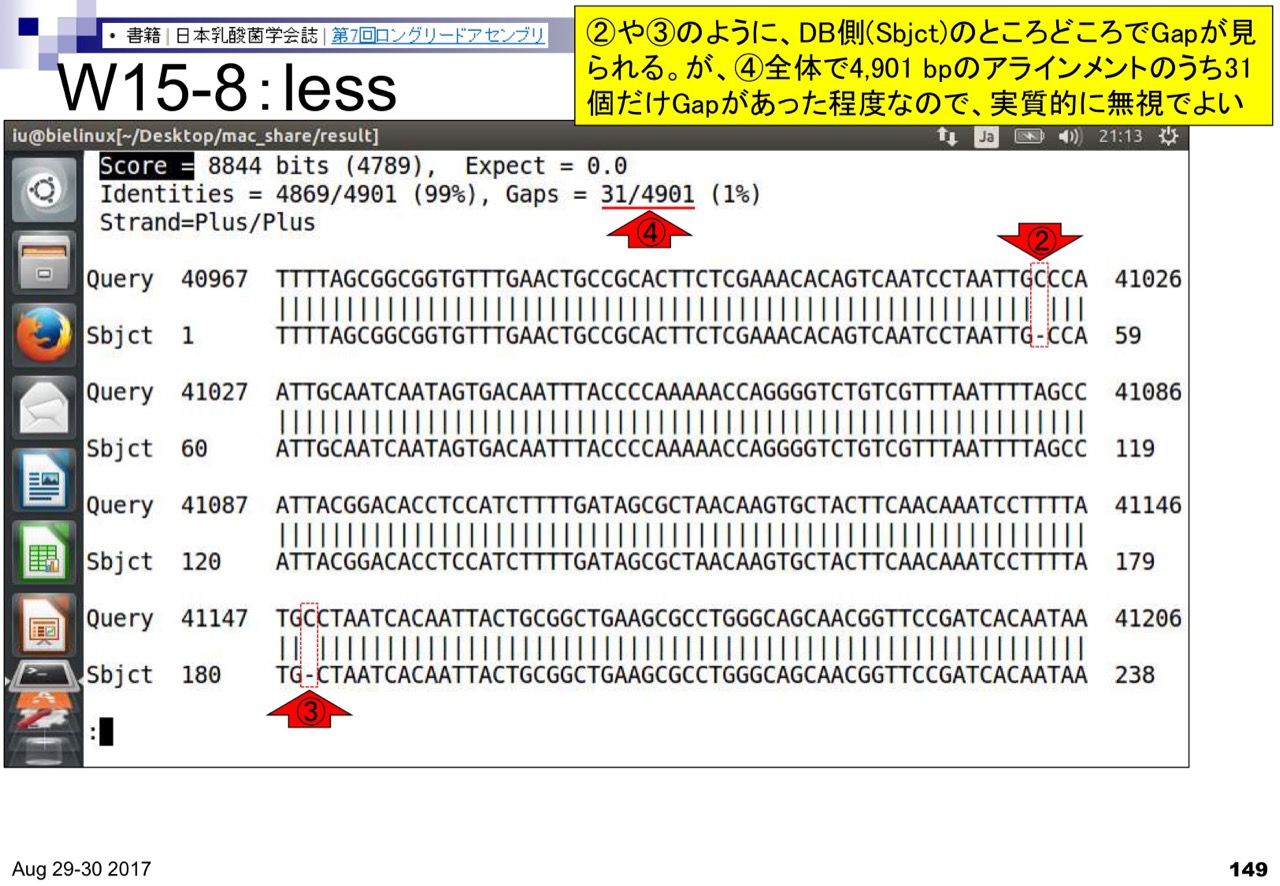 • 書籍 | 日本乳酸菌学会誌 | 第7回ロングリードアセンブリ
W15-8：less
②や③のように、DB側(Sbjct)のところどころでGapが見
られる。が、④全体で4,901 bpのアラインメントのうち31
個だけGapがあった程度なので、実質的に無視でよい
iu@bielinux[~/Desktop/mac_share/result]
Ja
21:13
Score = 8844 bits (4789),  Expect = 0.0
Identities = 4869/4901 (99%), Gaps = 31/4901 (1%)
Strand=Plus/Plus
④
②
Query  40967  TTTTAGCGGCGGTGTTTGAACTGCCGCACTTCTCGAAACACAGTCAATCCTAATTGCCCA  41026
|||||||||||||||||||||||||||||||||||||||||||||||||||||||| |||
Sbjct  1      TTTTAGCGGCGGTGTTTGAACTGCCGCACTTCTCGAAACACAGTCAATCCTAATTG-CCA  59
Query  41027  ATTGCAATCAATAGTGACAATTTACCCCAAAAACCAGGGGTCTGTCGTTTAATTTTAGCC  41086
||||||||||||||||||||||||||||||||||||||||||||||||||||||||||||
Sbjct  60     ATTGCAATCAATAGTGACAATTTACCCCAAAAACCAGGGGTCTGTCGTTTAATTTTAGCC  119
Query  41087  ATTACGGACACCTCCATCTTTTGATAGCGCTAACAAGTGCTACTTCAACAAATCCTTTTA  41146
||||||||||||||||||||||||||||||||||||||||||||||||||||||||||||
Sbjct  120    ATTACGGACACCTCCATCTTTTGATAGCGCTAACAAGTGCTACTTCAACAAATCCTTTTA  179
Query  41147  TGCCTAATCACAATTACTGCGGCTGAAGCGCCTGGGCAGCAACGGTTCCGATCACAATAA  41206
|| |||||||||||||||||||||||||||||||||||||||||||||||||||||||||
Sbjct  180    TG-CTAATCACAATTACTGCGGCTGAAGCGCCTGGGCAGCAACGGTTCCGATCACAATAA  238
③
:
Aug 29-30 2017
149